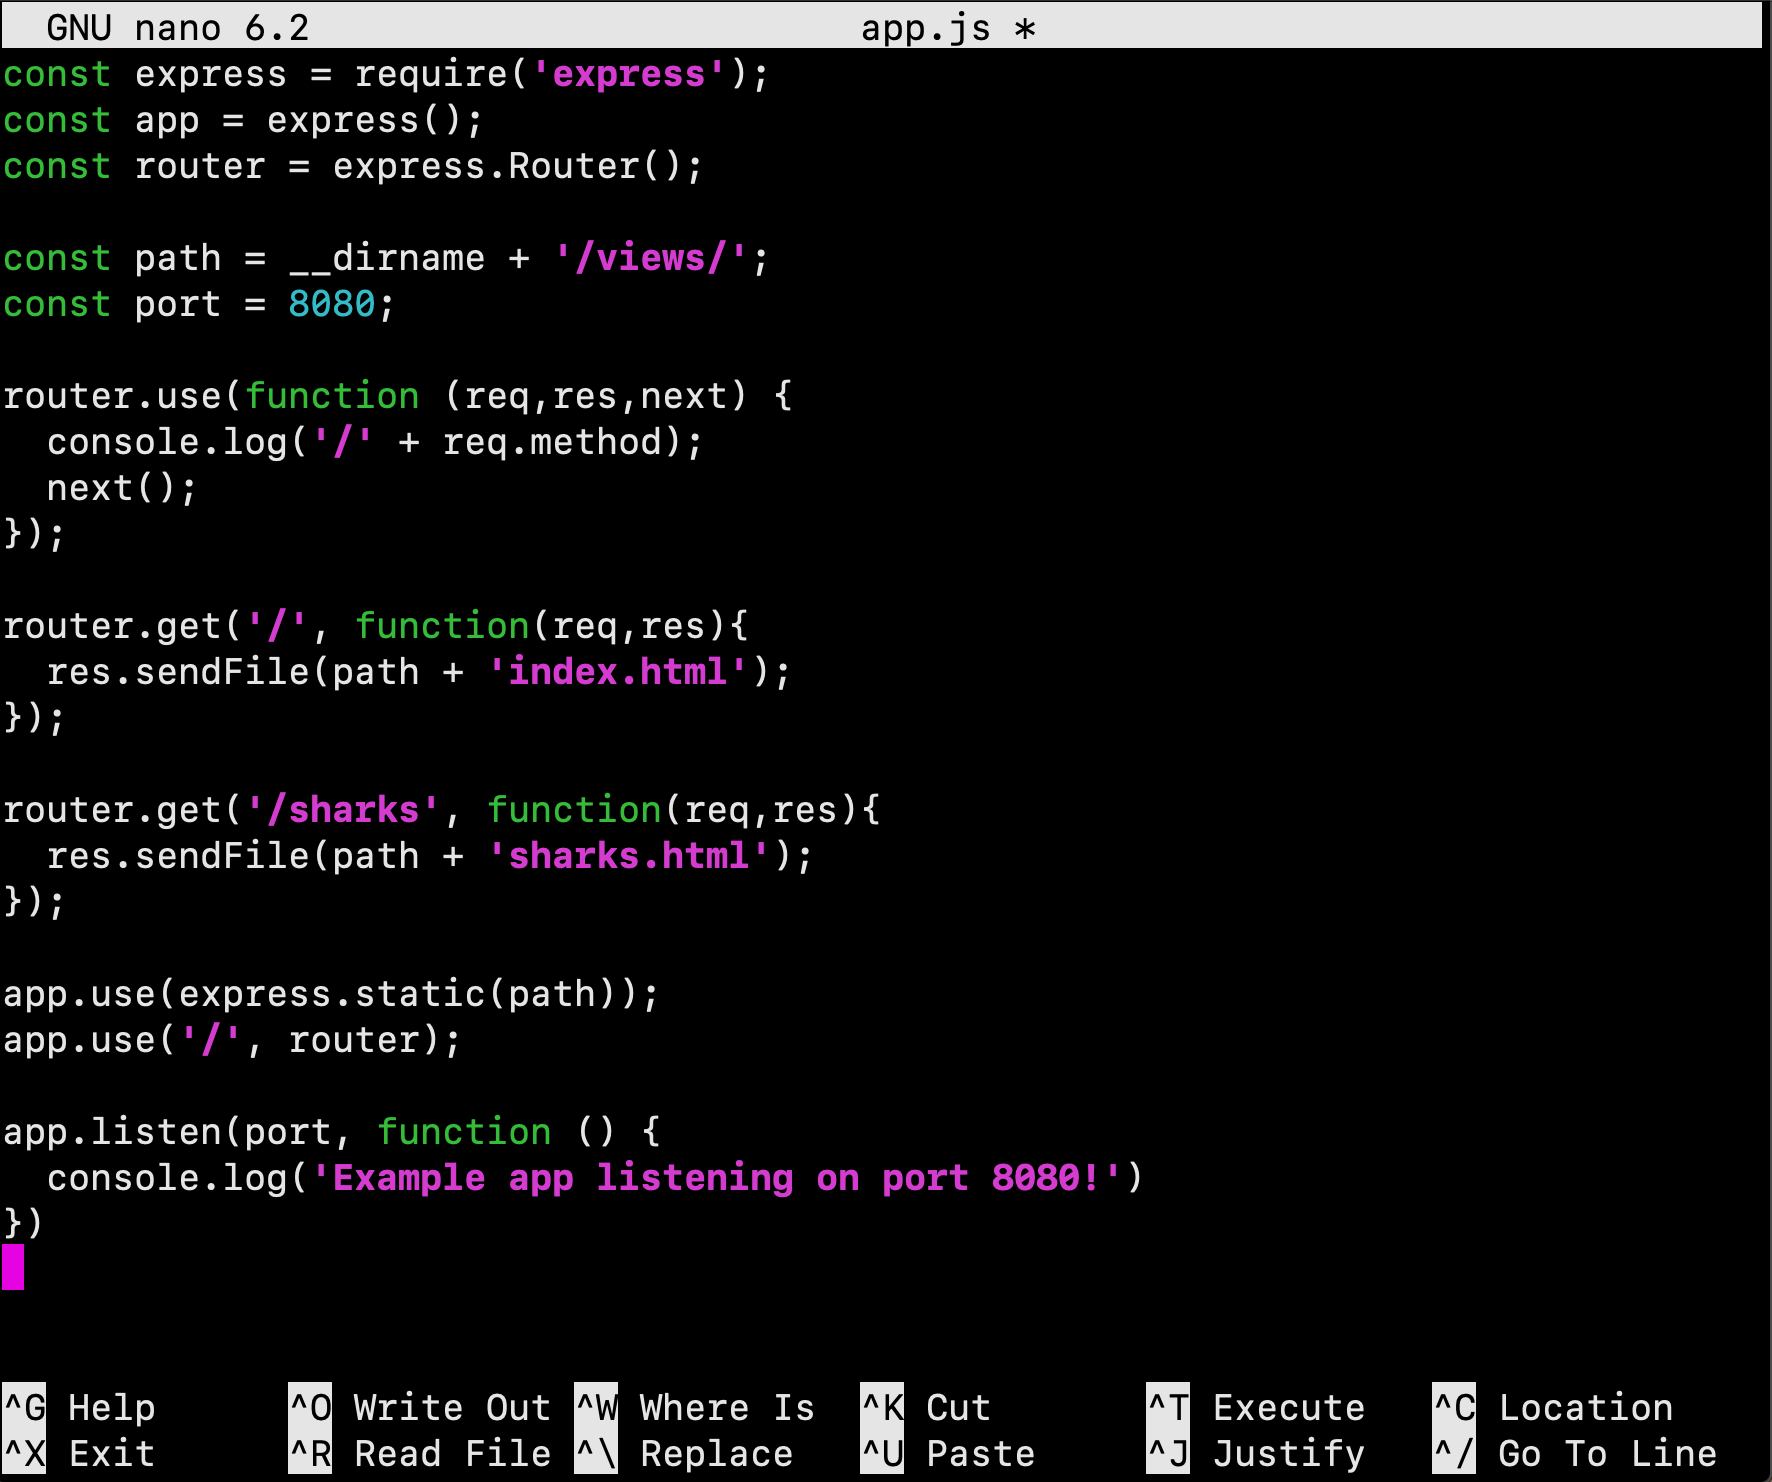 GNU nano 6.2 app.js *
const express = require('express');
const app = express();
const router = express.Router();

const path = __dirname + '/views/';
const port = 8080;

router.use(function (req,res,next) {
  console.log('/' + req.method);
  next();
});

router.get('/', function(req,res){
  res.sendFile(path + 'index.html');
});

router.get('/sharks', function(req,res){
  res.sendFile(path + 'sharks.html');
});

app.use(express.static(path));
app.use('/', router);

app.listen(port, function () {
  console.log('Example app listening on port 8080!')
})

^G Help ^O Write Out ^W Where Is ^K Cut ^T Execute ^C Location
^X Exit ^R Read File ^\ Replace ^U Paste ^J Justify ^/ Go To Line